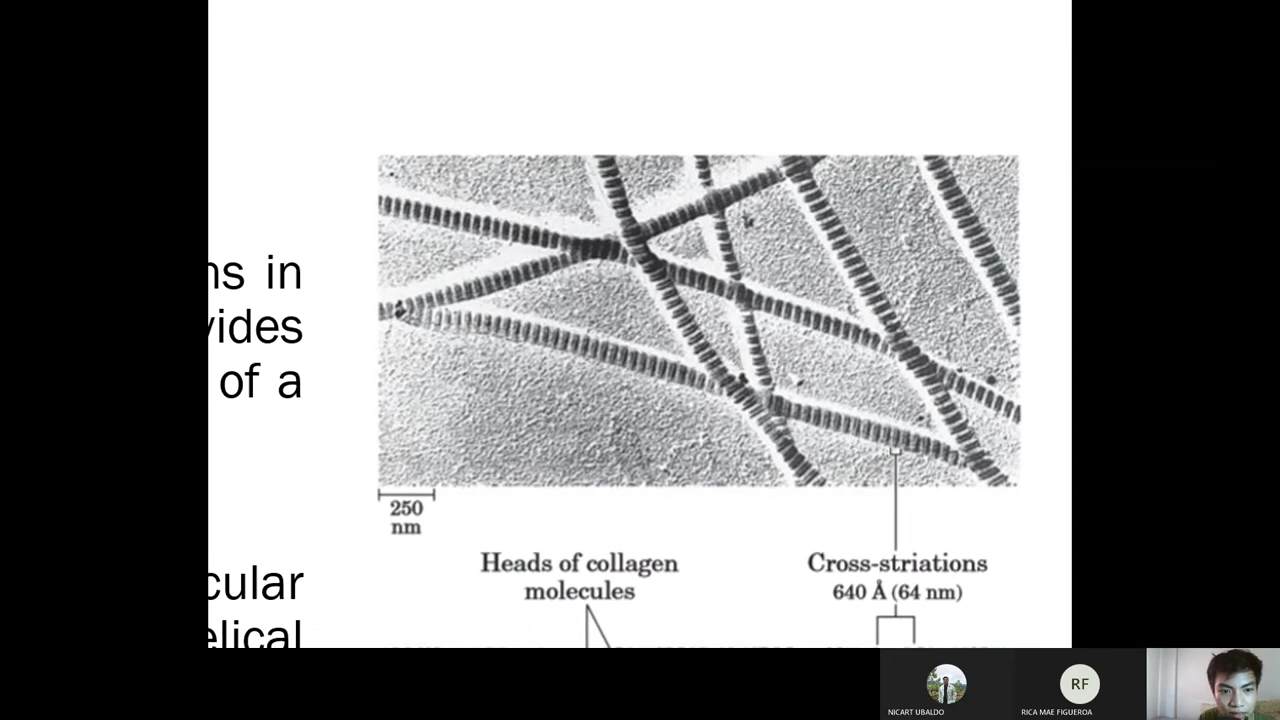 ns in
vides
of a
cular
elical
250
nm
Heads of collagen
molecules
Cross-striations
640 Å (64 nm)
NICART UBALDO
RF
RICA MAE FIGUEROA